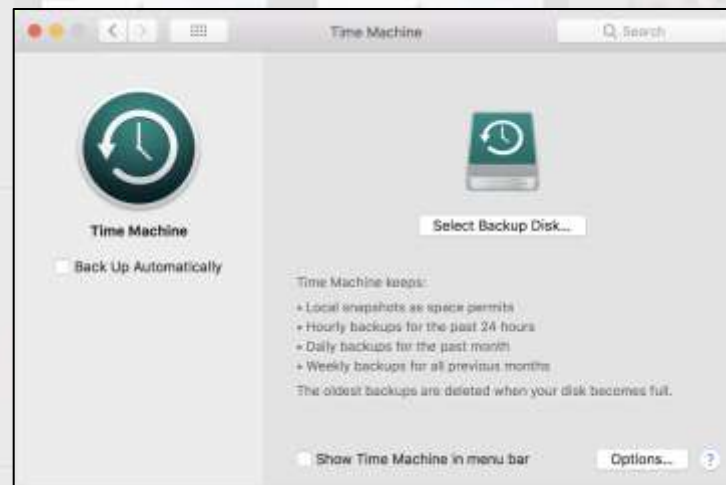 Time Machine
Search
Time Machine
Back Up Automatically
Select Backup Disk...
Time Machine keeps:
• Local snapshots as space permits
• Hourly backups for the past 24 hours
• Daily backups for the past month
• Weekly backups for all previous months
The oldest backups are deleted when your disk becomes full.
Show Time Machine in menu bar
Options...
?